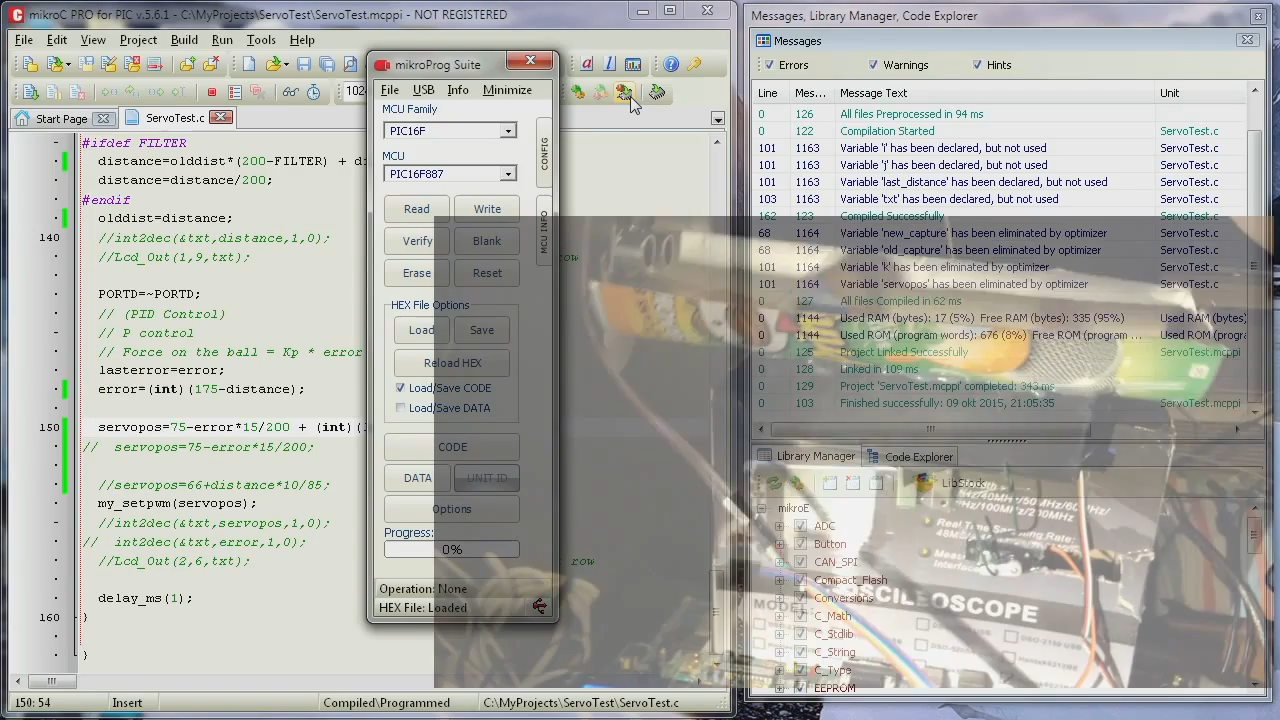 mikroC PRO for PIC v.5.6.1 - C:\MyProjects\ServoTest\ServoTest.mcppi - NOT REGISTERED
File Edit View Project Build Run Tools Help
Start Page ServoTest.c
#ifdef FILTER
distance=olddist*(200-FILTER) + di
distance=distance/200;
#endif
olddist=distance;
140 //int2dec(&txt,distance,1,0);
//Lcd_Out(1,9,txt); row
PORTD=~PORTD;
// (PID Control)
// P control
// Force on the ball = Kp * error
lasterror=error;
error=(int)(175-distance);
150 servopos=75-error*15/200 + (int)(
// servopos=75-error*15/200;
//servopos=66+distance*10/85;
my_setpwm(servopos);
//int2dec(&txt,servopos,1,0);
//int2dec(&txt,error,1,0);
//Lcd_Out(2,6,txt); row
delay_ms(1);
160 }
}
Insert Compiled\Programmed C:\MyProjects\ServoTest\ServoTest.c
mikroProg Suite
File USB Info Minimize
MCU Family
PIC16F
MCU
PIC16F887
CONFIG
MCU INFO
Read Write
Verify Blank
Erase Reset
HEX File Options
Load Save
Reload HEX
Load/Save CODE
Load/Save DATA
CODE
DATA UNIT ID
Options
Progress:
0%
Operation: None
HEX File: Loaded
Messages, Library Manager, Code Explorer
Messages
Errors Warnings Hints
Line Mes... Message Text Unit
0 126 All files Preprocessed in 94 ms
0 122 Compilation Started ServoTest.c
101 1163 Variable 'i' has been declared, but not used ServoTest.c
101 1163 Variable 'j' has been declared, but not used ServoTest.c
101 1163 Variable 'last_distance' has been declared, but not used ServoTest.c
103 1163 Variable 'txt' has been declared, but not used ServoTest.c
162 123 Compiled Successfully ServoTest.c
68 1164 Variable 'new_capture' has been eliminated by optimizer ServoTest.c
68 1164 Variable 'old_capture' has been eliminated by optimizer ServoTest.c
101 1164 Variable 'k' has been eliminated by optimizer ServoTest.c
101 1164 Variable 'servopos' has been eliminated by optimizer ServoTest.c
0 127 All files Compiled in 62 ms
0 1144 Used RAM (bytes): 17 (5%) Free RAM (bytes): 335 (95%) Used RAM (bytes)
0 1144 Used ROM (program words): 676 (8%) Free ROM (program ... Used ROM (progra
0 125 Project Linked Successfully ServoTest.mcppi
0 128 Linked in 109 ms
0 129 Project 'ServoTest.mcppi' completed: 343 ms
0 103 Finished successfully: 09 okt 2015, 21:05:35 ServoTest.mcppi
Library Manager Code Explorer
LibStock
mikroE
ADC
Button
CAN_SPI
Compact_Flash
Conversions
C_Math
C_Stdlib
C_String
C_Type
EEPROM
Real Time Sampling Rate
CILLOSCOPE